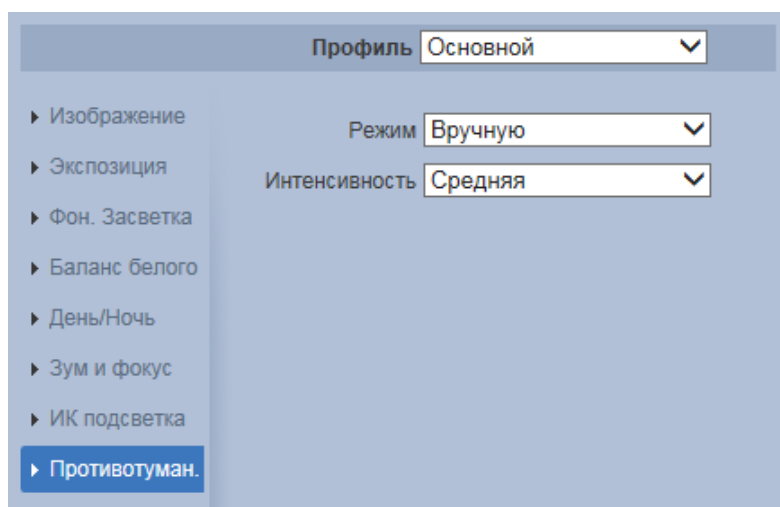 Профиль Основной
Изображение
Режим Вручную
Экспозиция
Интенсивность Средняя
Фон. Засветка
Баланс белого
День/Ночь
Зум и фокус
ИК подсветка
Противотуман.